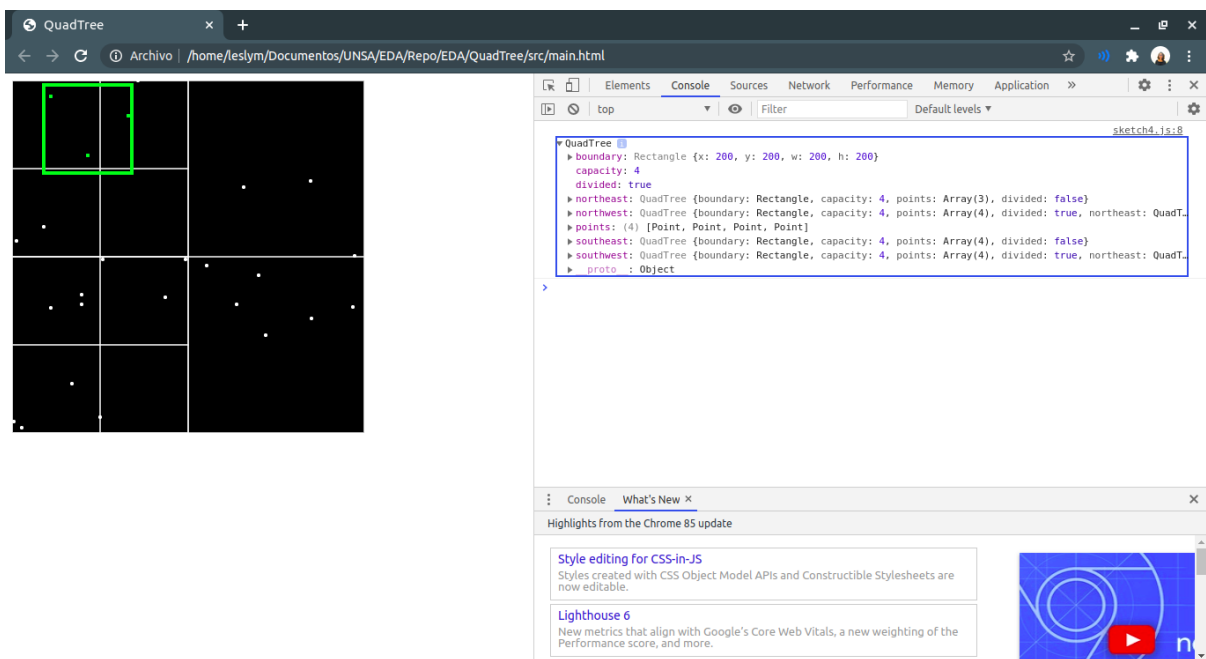 QuadTree × +
Archivo | /home/leslym/Documentos/UNSA/EDA/Repo/EDA/QuadTree/src/main.html
Elements Console Sources Network Performance Memory Application »
top Filter Default levels ▼
sketch4.js:8
▼QuadTree
▶boundary: Rectangle {x: 200, y: 200, w: 200, h: 200}
capacity: 4
divided: true
▶northeast: QuadTree {boundary: Rectangle, capacity: 4, points: Array(3), divided: false}
▶northwest: QuadTree {boundary: Rectangle, capacity: 4, points: Array(4), divided: true, northeast: QuadT…
▶points: (4) [Point, Point, Point, Point]
▶southeast: QuadTree {boundary: Rectangle, capacity: 4, points: Array(4), divided: false}
▶southwest: QuadTree {boundary: Rectangle, capacity: 4, points: Array(4), divided: true, northeast: QuadT…
▶__proto__: Object
Console What's New ×
Highlights from the Chrome 85 update
Style editing for CSS-in-JS
Styles created with CSS Object Model APIs and Constructible Stylesheets are
now editable.
Lighthouse 6
New metrics that align with Google's Core Web Vitals, a new weighting of the
Performance score, and more.